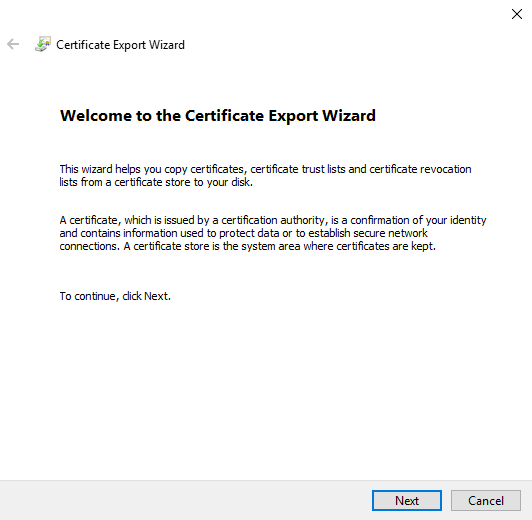 Certificate Export Wizard
Welcome to the Certificate Export Wizard
This wizard helps you copy certificates, certificate trust lists and certificate revocation
lists from a certificate store to your disk.
A certificate, which is issued by a certification authority, is a confirmation of your identity
and contains information used to protect data or to establish secure network
connections. A certificate store is the system area where certificates are kept.
To continue, click Next.
Next
Cancel